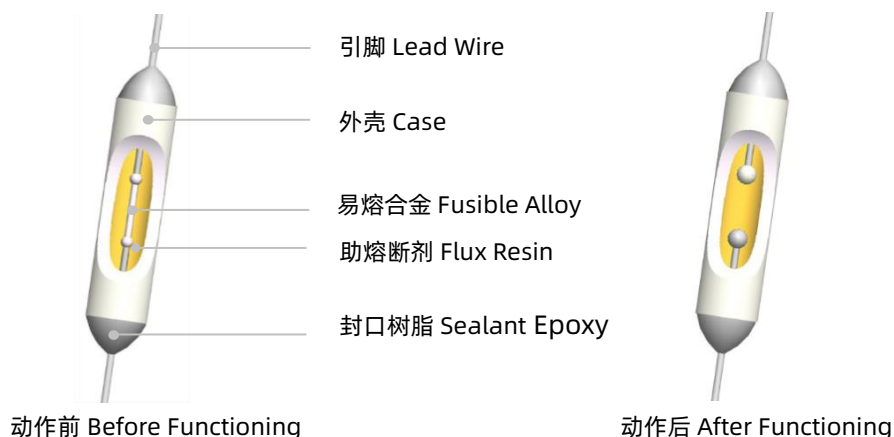 引脚 Lead Wire
外壳 Case
易熔合金 Fusible Alloy
助熔断剂 Flux Resin
封口树脂 Sealant Epoxy
动作前 Before Functioning
动作后 After Functioning